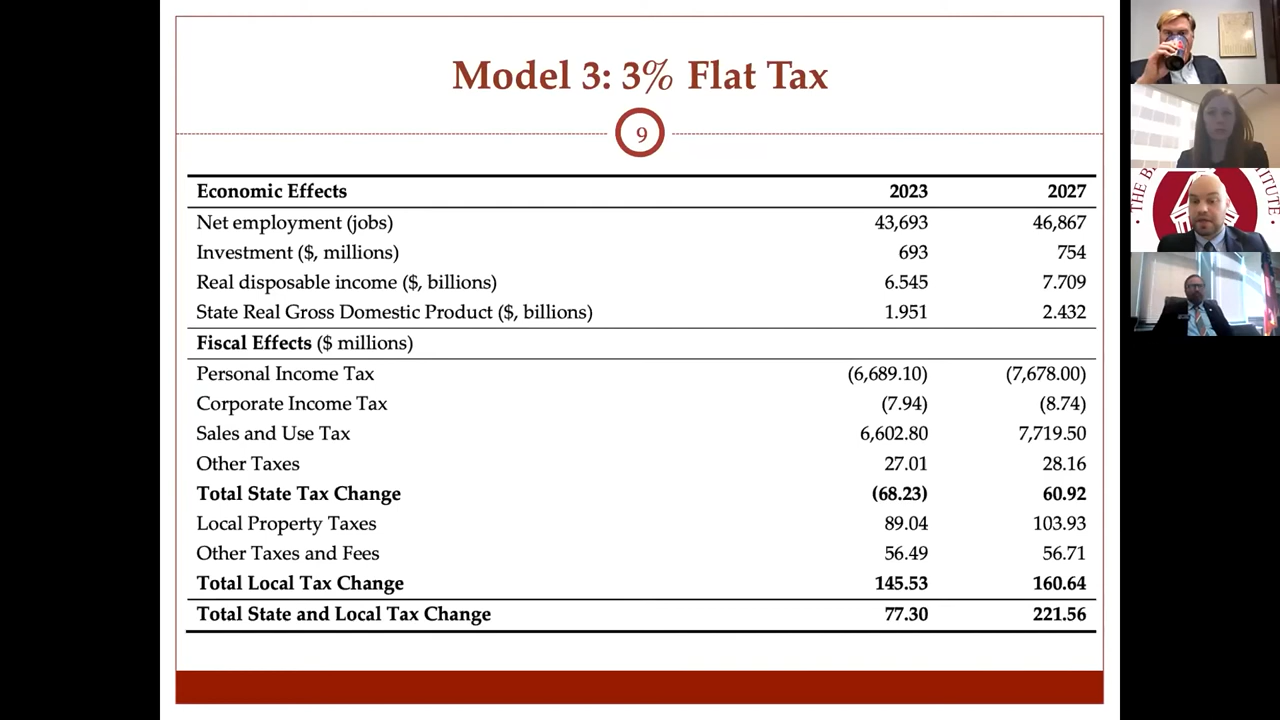 Model 3: 3% Flat Tax
9
Economic Effects 2023 2027
Net employment (jobs) 43,693 46,867
Investment ($, millions) 693 754
Real disposable income ($, billions) 6.545 7.709
State Real Gross Domestic Product ($, billions) 1.951 2.432
Fiscal Effects ($ millions)
Personal Income Tax (6,689.10) (7,678.00)
Corporate Income Tax (7.94) (8.74)
Sales and Use Tax 6,602.80 7,719.50
Other Taxes 27.01 28.16
Total State Tax Change (68.23) 60.92
Local Property Taxes 89.04 103.93
Other Taxes and Fees 56.49 56.71
Total Local Tax Change 145.53 160.64
Total State and Local Tax Change 77.30 221.56
THE B